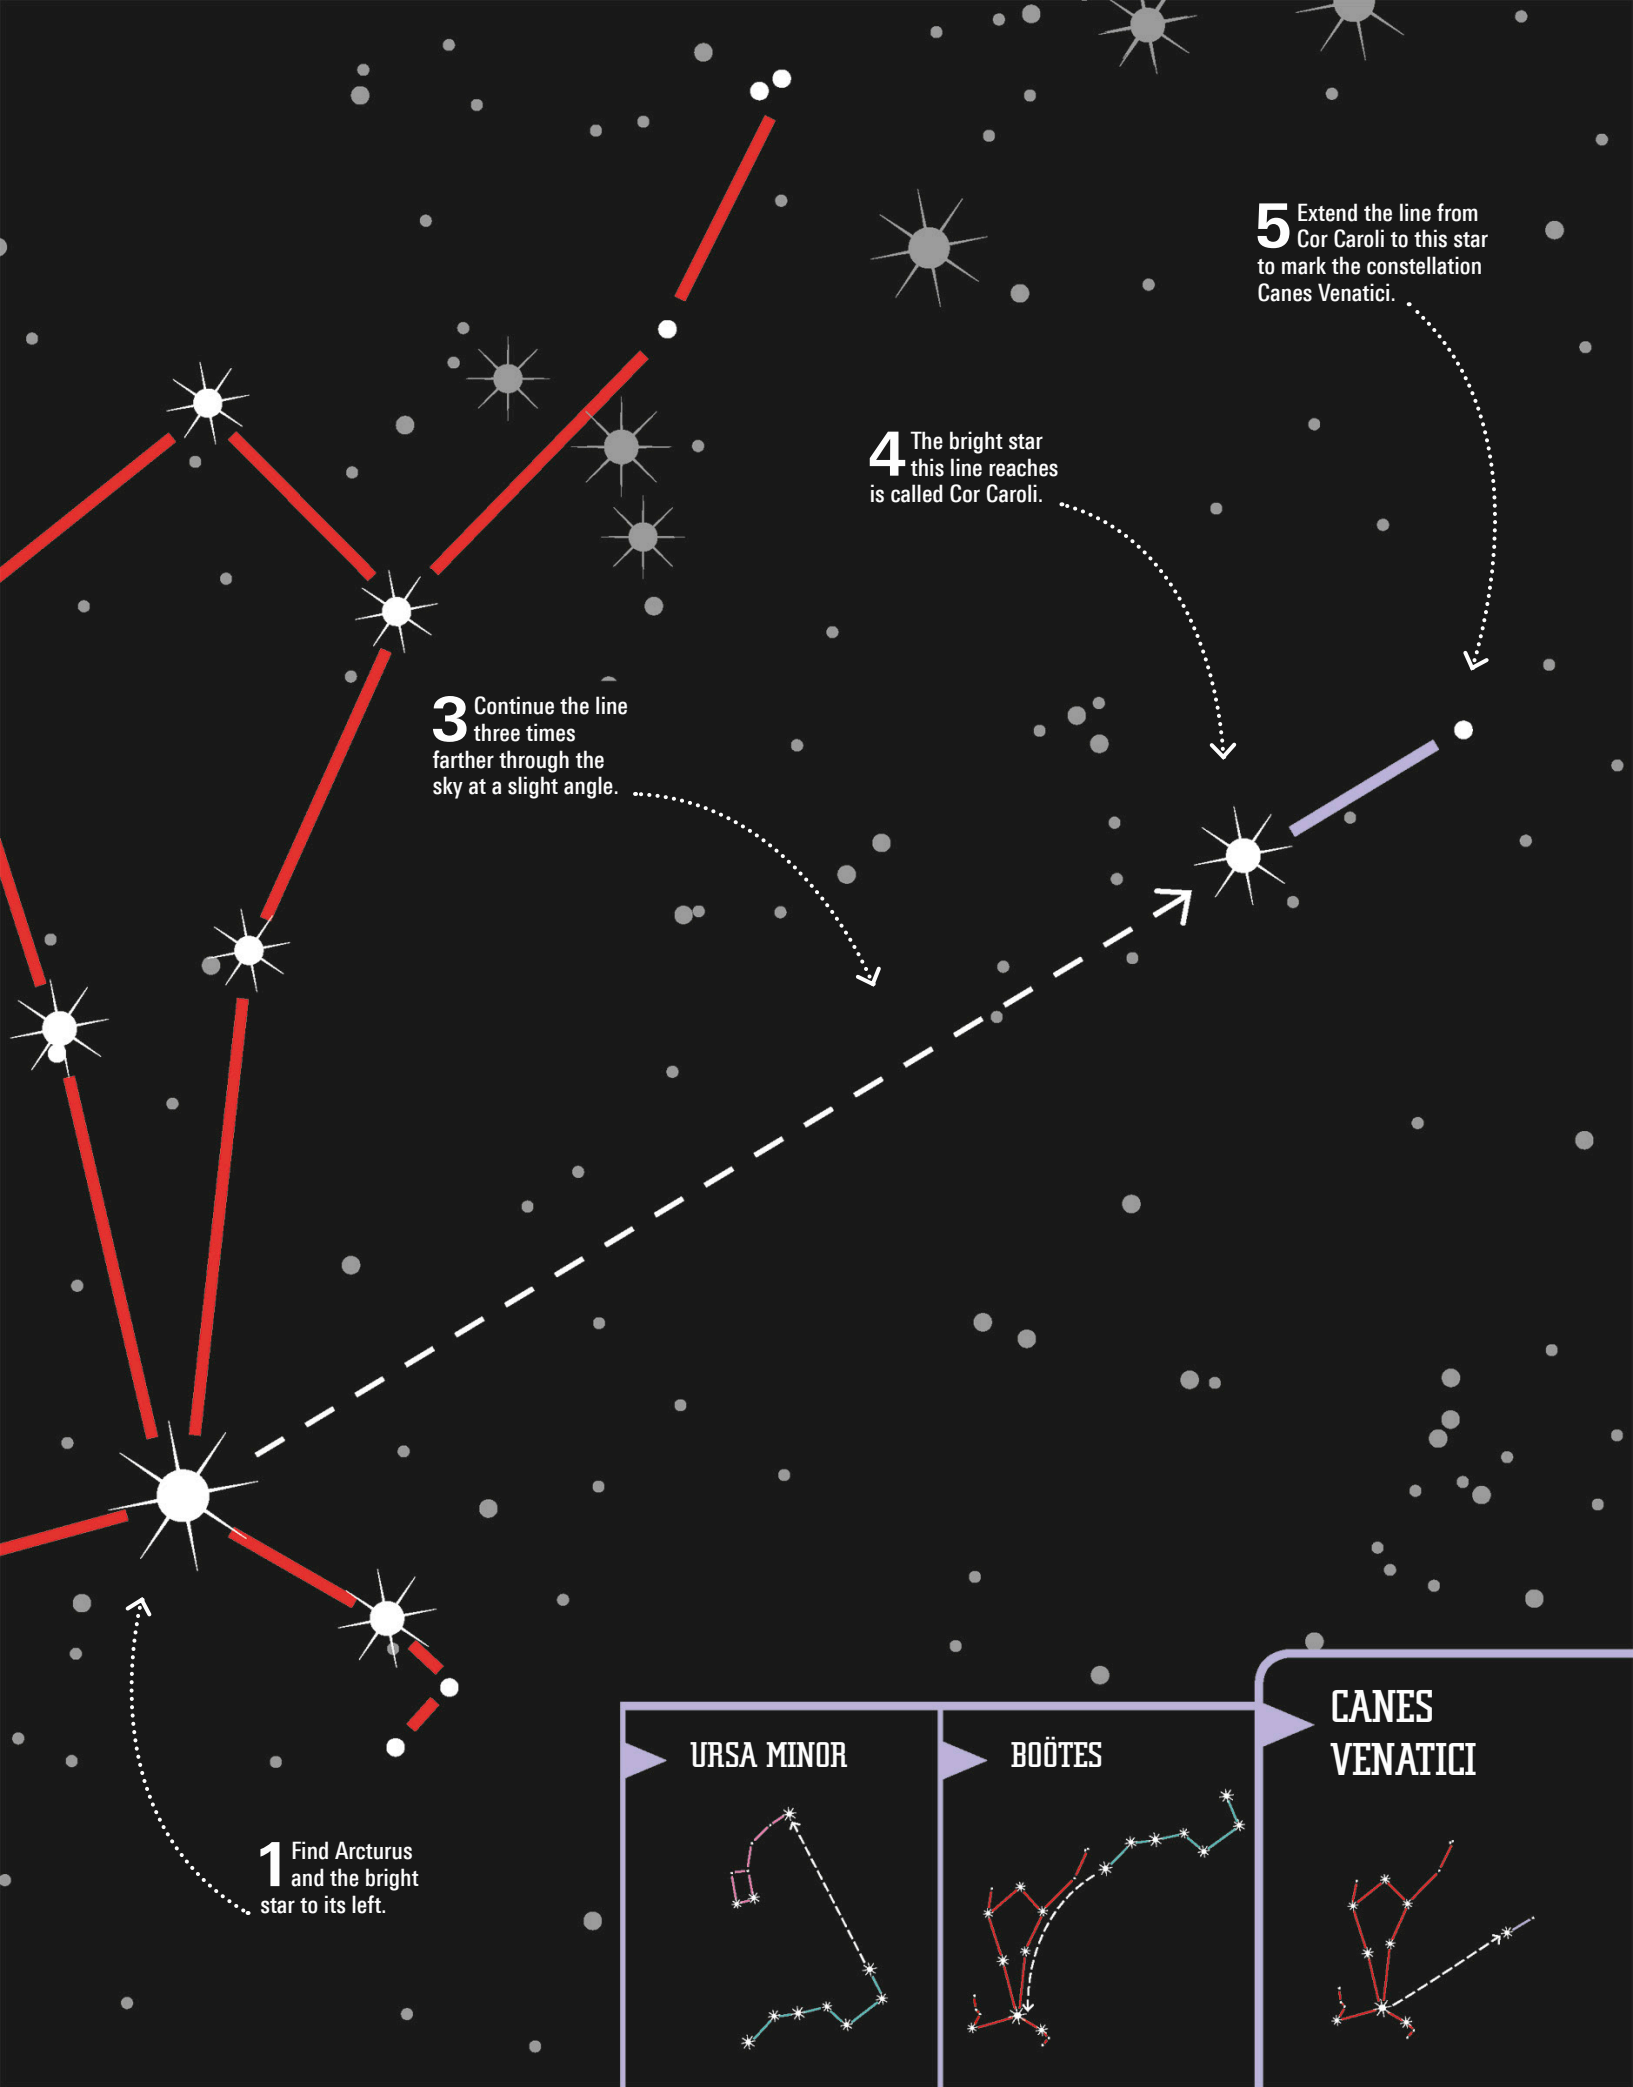 5 Extend the line from
Cor Caroli to this star
to mark the constellation
Canes Venatici.
4 The bright star
this line reaches
is called Cor Caroli.
3 Continue the line
three times
farther through the
sky at a slight angle.
1 Find Arcturus
and the bright
star to its left.
URSA MINOR
BOÖTES
CANES
VENATICI